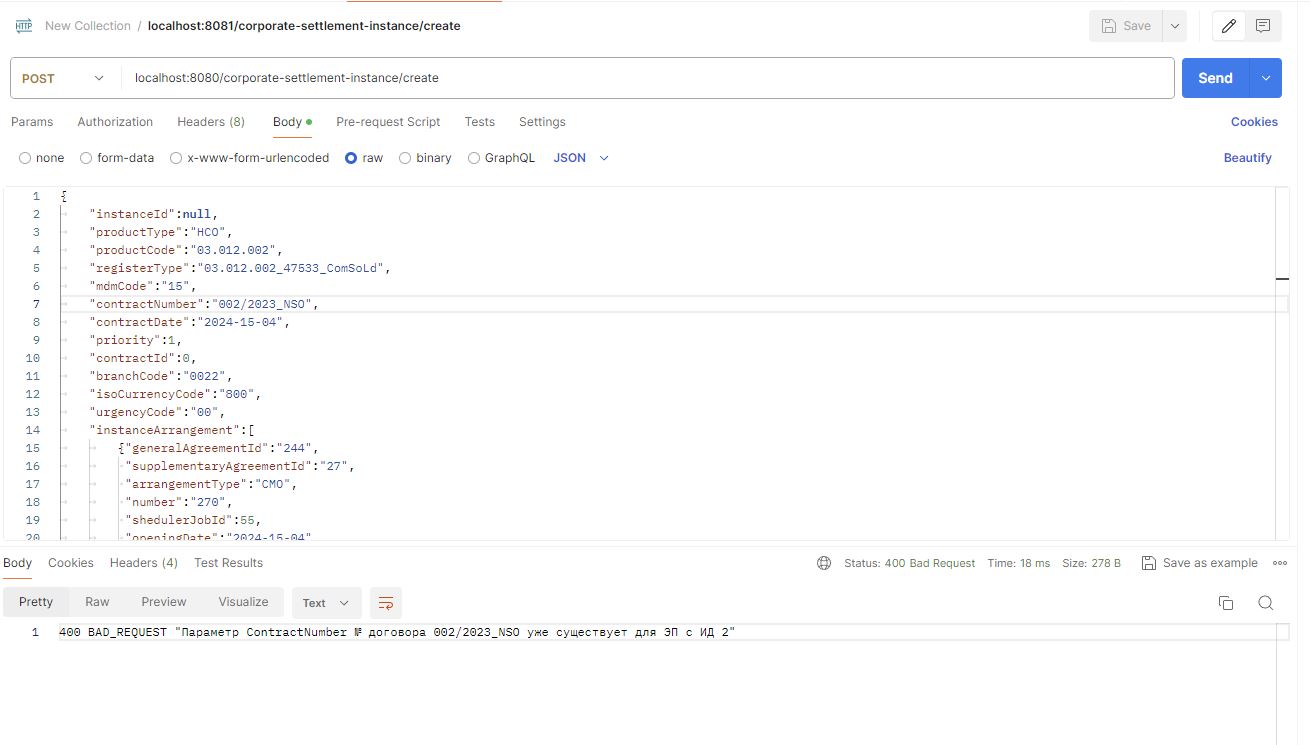 HTTP New Collection / localhost:8081/corporate-settlement-instance/create Save
POST localhost:8080/corporate-settlement-instance/create Send
Params Authorization Headers (8) Body Pre-request Script Tests Settings Cookies
none form-data x-www-form-urlencoded raw binary GraphQL JSON Beautify
1 {
2 "instanceId":null,
3 "productType":"НСО",
4 "productCode":"03.012.002",
5 "registerType":"03.012.002_47533_ComSoLd",
6 "mdmCode":"15",
7 "contractNumber":"002/2023_NSO",
8 "contractDate":"2024-15-04",
9 "priority":1,
10 "contractId":0,
11 "branchCode":"0022",
12 "isoCurrencyCode":"800",
13 "urgencyCode":"00",
14 "instanceArrangement":[
15 {"generalAgreementId":"244",
16 "supplementaryAgreementId":"27",
17 "arrangementType":"СМО",
18 "number":"270",
19 "shedulerJobId":55,
20 "openingDate":"2024-15-04"
Body Cookies Headers (4) Test Results Status: 400 Bad Request Time: 18 ms Size: 278 B Save as example
Pretty Raw Preview Visualize Text
1 400 BAD_REQUEST "Параметр ContractNumber № договора 002/2023_NSO уже существует для ЭП с ИД 2"